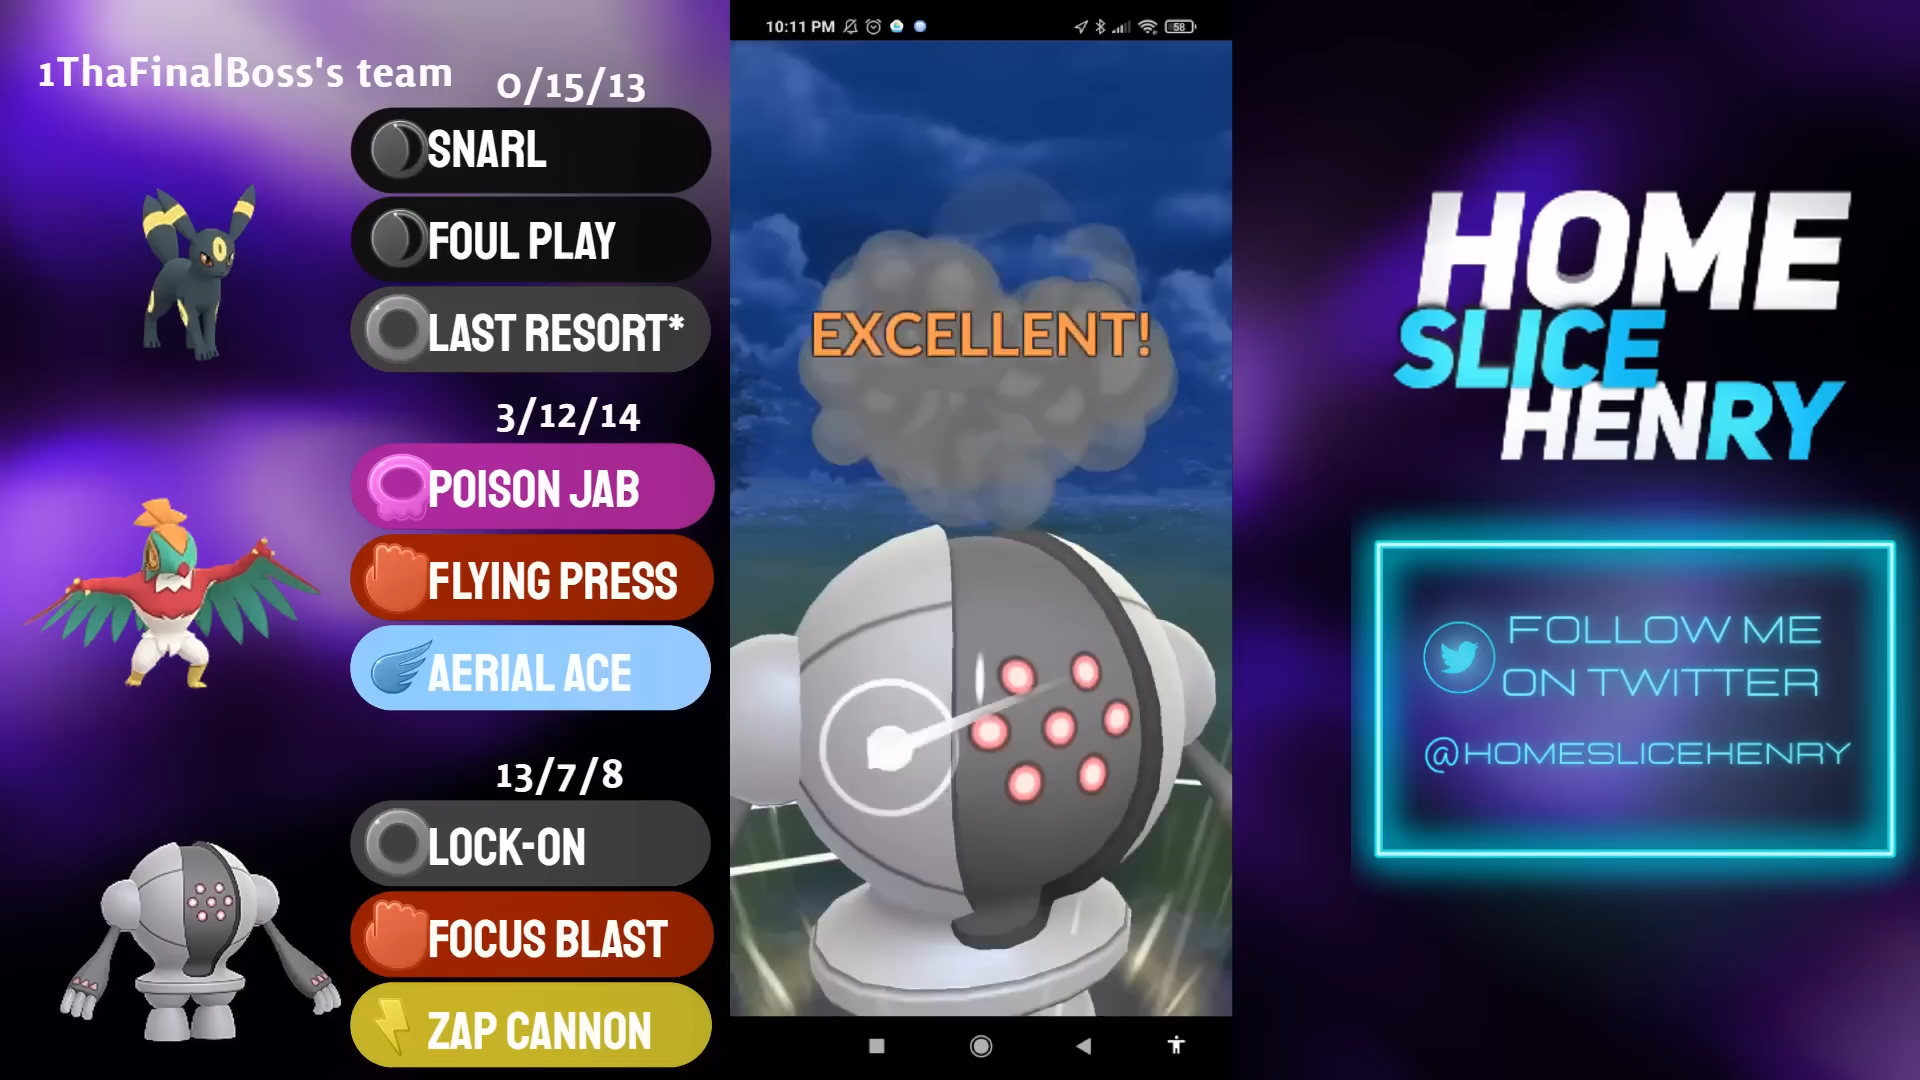 1ThaFinalBoss's team
0/15/13
SNARL
FOUL PLAY
LAST RESORT*
3/12/14
POISON JAB
FLYING PRESS
AERIAL ACE
13/7/8
LOCK-ON
FOCUS BLAST
ZAP CANNON
10:11 PM
58
EXCELLENT!
HOME
SLICE
HENRY
FOLLOW ME
ON TWITTER
@HOMESLICEHENRY